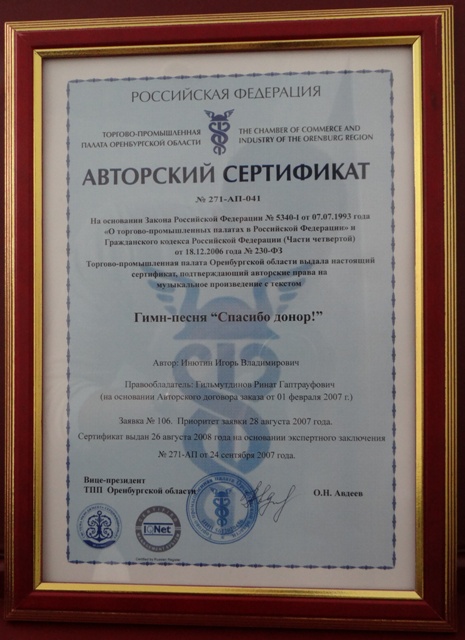 РОССИЙСКАЯ ФЕДЕРАЦИЯ
ТОРГОВО-ПРОМЫШЛЕННАЯ
ПАЛАТА ОРЕНБУРГСКОЙ ОБЛАСТИ
THE CHAMBER OF COMMERCE AND
INDUSTRY OF THE ORENBURG REGION
АВТОРСКИЙ СЕРТИФИКАТ
№ 271-АП-041
На основании Закона Российской Федерации № 5340-I от 07.07.1993 года
«О торгово-промышленных палатах в Российской Федерации» и
Гражданского кодекса Российской Федерации (Части четвертой)
от 18.12.2006 года № 230-ФЗ
Торгово-промышленная палата Оренбургской области выдала настоящий
сертификат, подтверждающий авторские права на
музыкальное произведение с текстом
Гимн-песня “Спасибо донор!”
Автор: Инютин Игорь Владимирович
Правообладатель: Гильмутдинов Ринат Гаптрауфович
(на основании Авторского договора заказа от 01 февраля 2007 г.)
Заявка № 106. Приоритет заявки 28 августа 2007 года.
Сертификат выдан 26 августа 2008 года на основании экспертного заключения
№ 271-АП от 24 сентября 2007 года.
Вице-президент
ТПП Оренбургской области
О.Н. Авдеев
IQNet